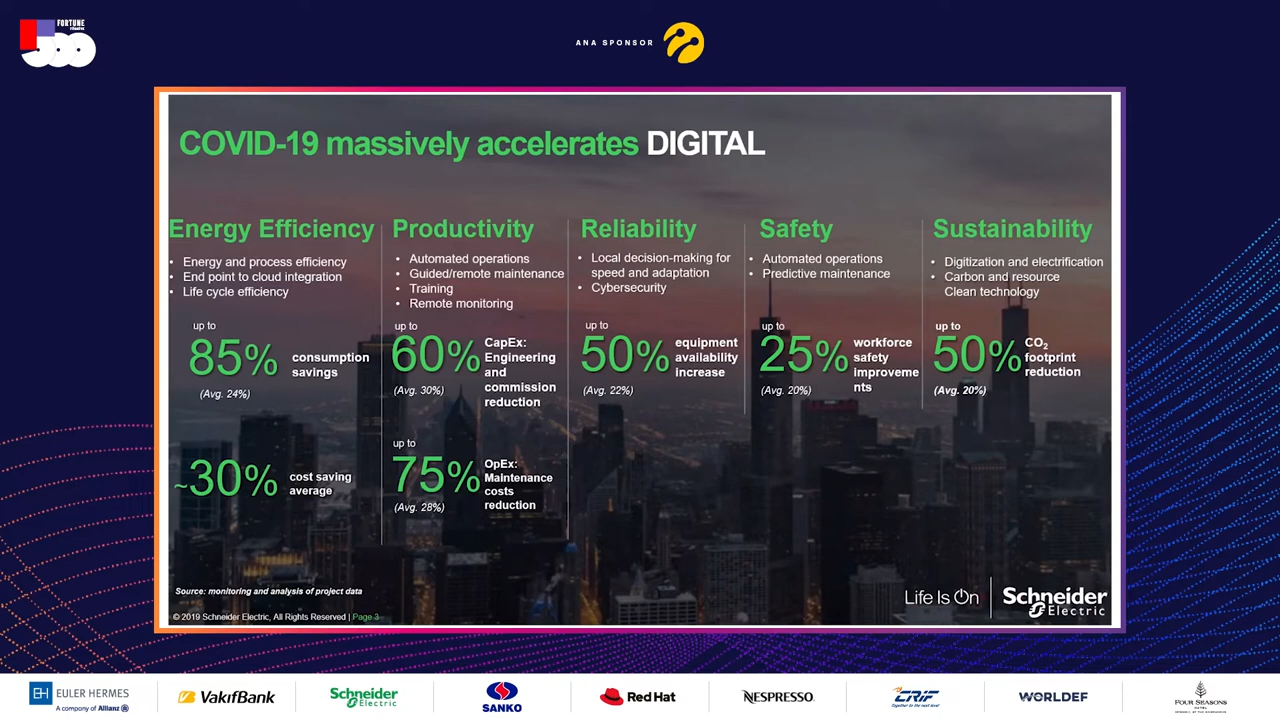 FORTUNE
500
ANA SPONSOR
COVID-19 massively accelerates DIGITAL
Energy Efficiency
• Energy and process efficiency
• End point to cloud integration
• Life cycle efficiency
up to
85%
consumption
savings
(Avg. 24%)
~30%
cost saving
average
Productivity
• Automated operations
• Guided/remote maintenance
• Training
• Remote monitoring
up to
60%
CapEx:
Engineering
and
commission
reduction
(Avg. 30%)
up to
75%
OpEx:
Maintenance
costs
reduction
(Avg. 28%)
Reliability
• Local decision-making for
speed and adaptation
• Cybersecurity
up to
50%
equipment
availability
increase
(Avg. 22%)
Safety
• Automated operations
• Predictive maintenance
up to
25%
workforce
safety
improveme
nts
(Avg. 20%)
Sustainability
• Digitization and electrification
• Carbon and resource
Clean technology
up to
50%
CO₂
footprint
reduction
(Avg. 20%)
Source: monitoring and analysis of project data
© 2019 Schneider Electric, All Rights Reserved | Page 3
Life Is On
Schneider
Electric
EH EULER HERMES
A company of Allianz
VakıfBank
Schneider
Electric
SANKO
Red Hat
NESPRESSO
CRIF
Together to the next level
WORLDEF
FOUR SEASONS
HOTEL